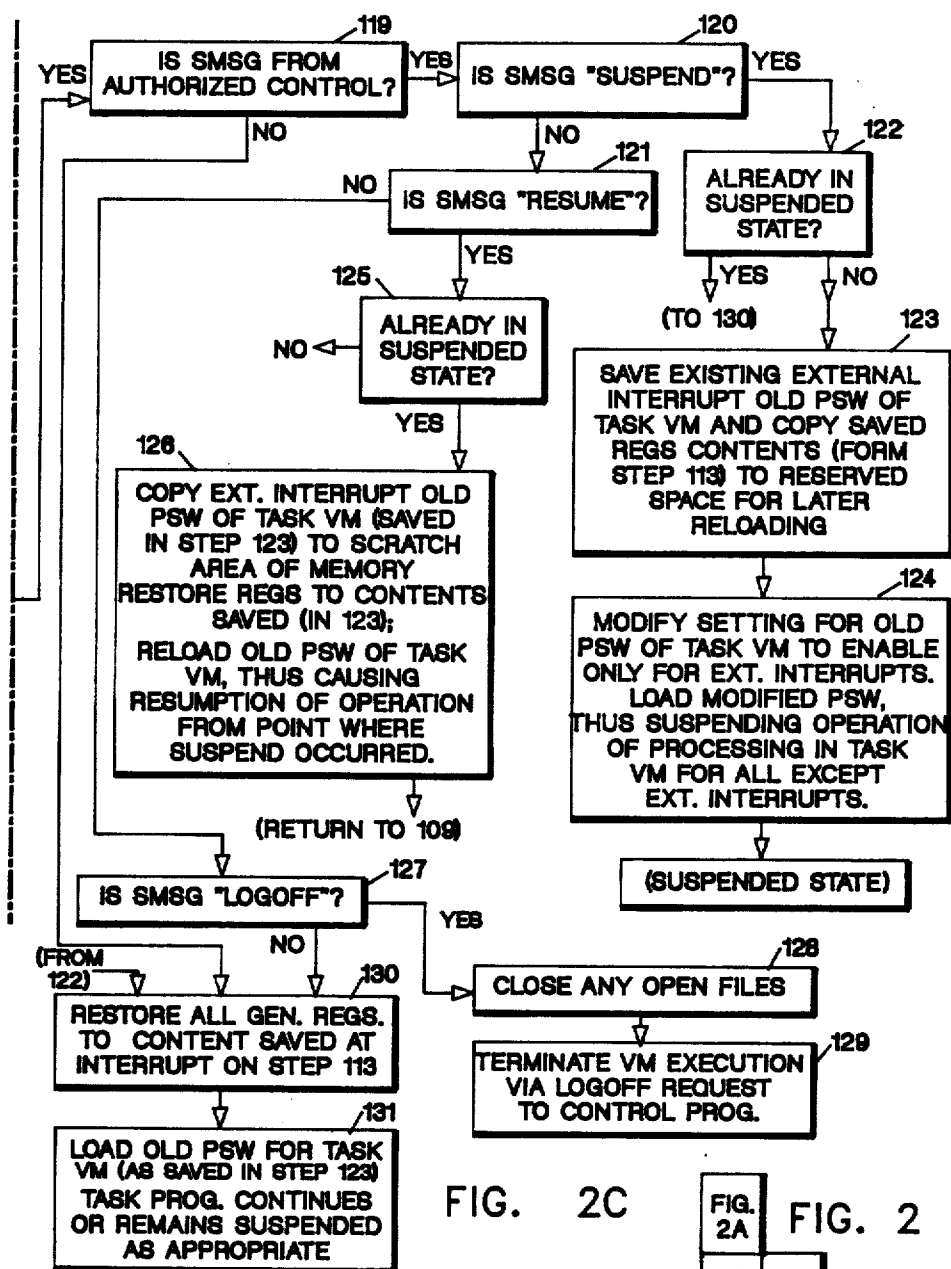 119
IS SMSG FROM
AUTHORIZED CONTROL?
YES
YES
NO
120
IS SMSG "SUSPEND"?
YES
NO
121
IS SMSG "RESUME"?
NO
YES
122
ALREADY IN
SUSPENDED
STATE?
YES
NO
(TO 130)
125
ALREADY IN
SUSPENDED
STATE?
NO
YES
123
SAVE EXISTING EXTERNAL
INTERRUPT OLD PSW OF
TASK VM AND COPY SAVED
REGS CONTENTS (FORM
STEP 113) TO RESERVED
SPACE FOR LATER
RELOADING
126
COPY EXT. INTERRUPT OLD
PSW OF TASK VM (SAVED
IN STEP 123) TO SCRATCH
AREA OF MEMORY
RESTORE REGS TO CONTENTS
SAVED (IN 123);
RELOAD OLD PSW OF TASK
VM, THUS CAUSING
RESUMPTION OF OPERATION
FROM POINT WHERE
SUSPEND OCCURRED.
(RETURN TO 109)
124
MODIFY SETTING FOR OLD
PSW OF TASK VM TO ENABLE
ONLY FOR EXT. INTERRUPTS.
LOAD MODIFIED PSW,
THUS SUSPENDING OPERATION
OF PROCESSING IN TASK
VM FOR ALL EXCEPT
EXT. INTERRUPTS.
(SUSPENDED STATE)
127
IS SMSG "LOGOFF"?
YES
NO
(FROM
122)
130
RESTORE ALL GEN. REGS.
TO CONTENT SAVED AT
INTERRUPT ON STEP 113
128
CLOSE ANY OPEN FILES
129
TERMINATE VM EXECUTION
VIA LOGOFF REQUEST
TO CONTROL PROG.
131
LOAD OLD PSW FOR TASK
VM (AS SAVED IN STEP 123)
TASK PROG. CONTINUES
OR REMAINS SUSPENDED
AS APPROPRIATE
FIG. 2C
FIG.
2A
FIG. 2